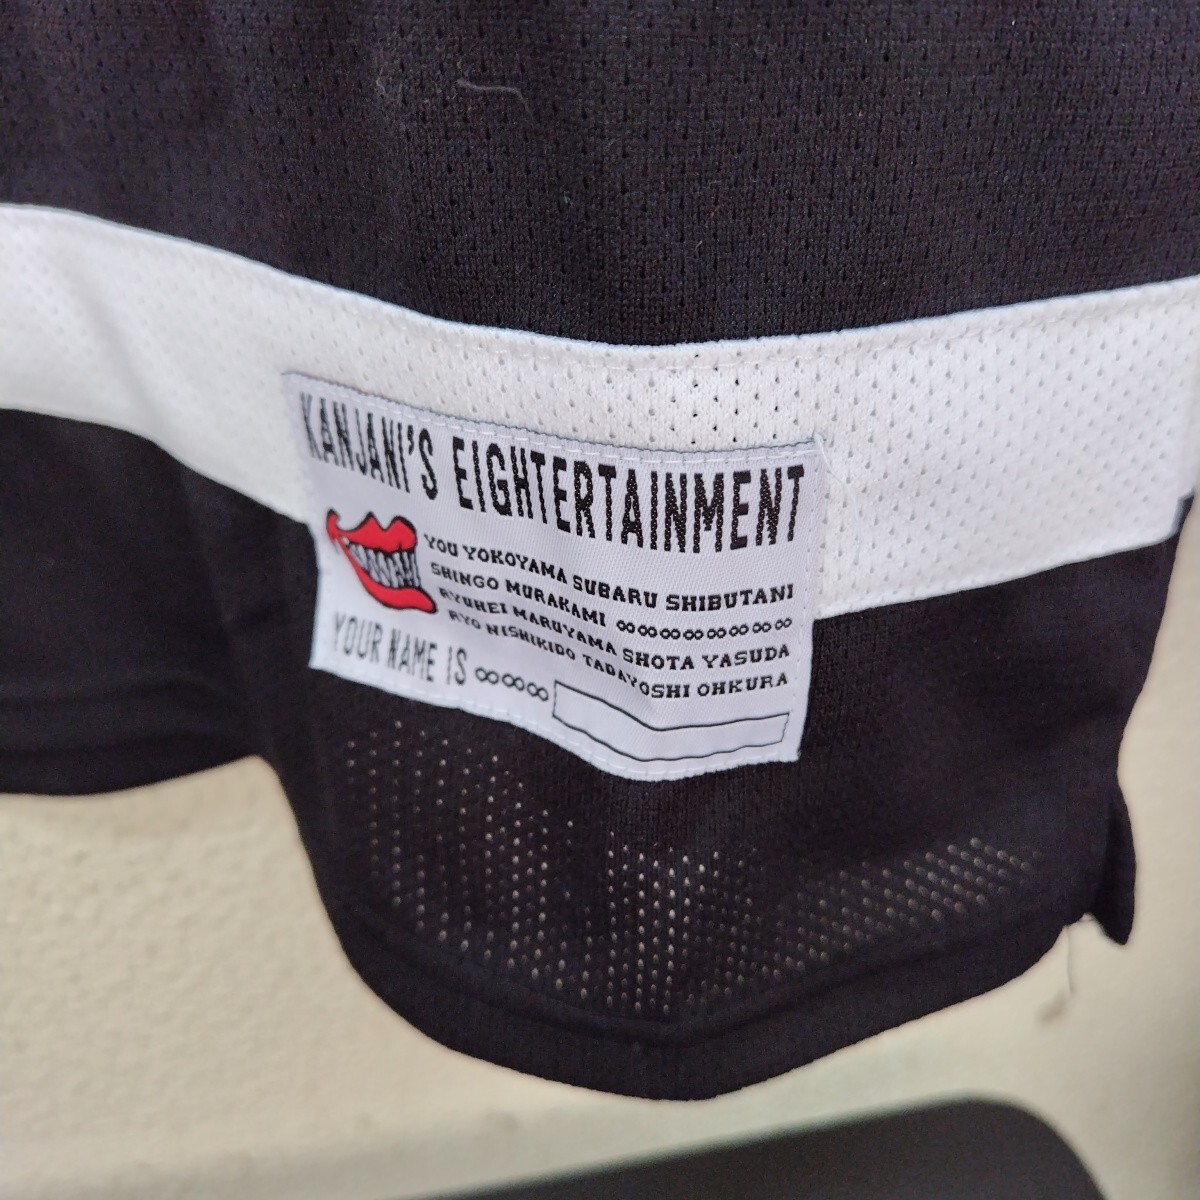 KANJANI'S EIGHTERTAINMENT
YOU YOKOYAMA SUBARU SHIBUTANI
SHINGO MURAKAMI ∞∞∞∞∞∞∞∞∞
RYUHEI MARUYAMA SHOTA YASUDA
RYO NISHIKIDO TADAYOSHI OHKURA
YOUR NAME IS ∞∞∞∞